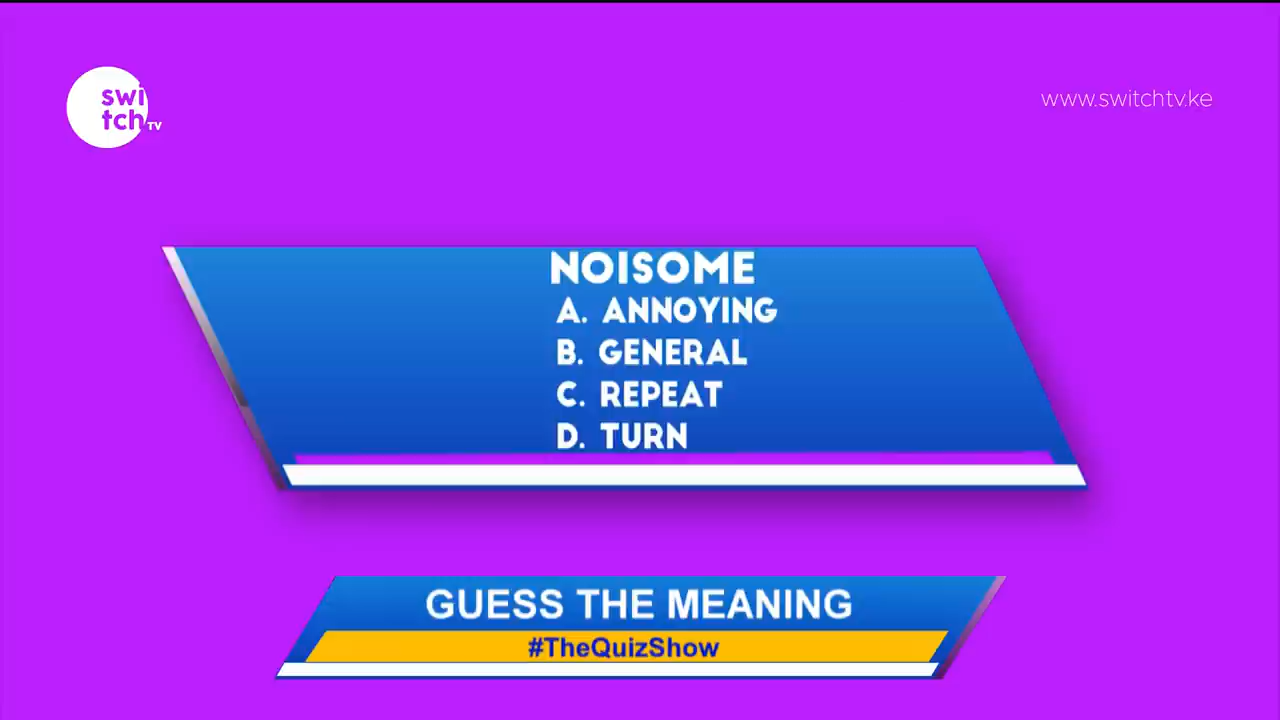 swi
tch TV
www.switchtv.ke
NOISOME
A. ANNOYING
B. GENERAL
C. REPEAT
D. TURN
GUESS THE MEANING
#TheQuizShow